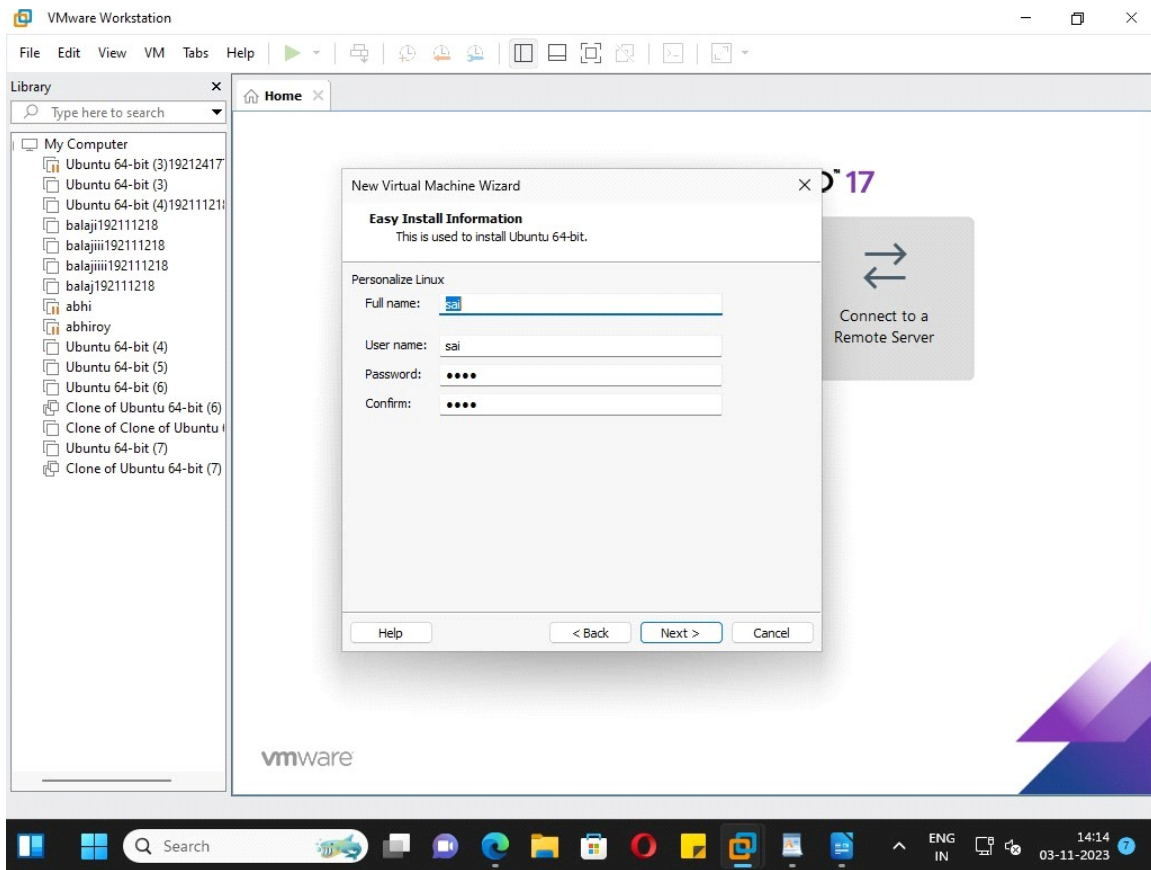 VMware Workstation
File Edit View VM Tabs Help
Library
Type here to search
Home
My Computer
Ubuntu 64-bit (3)19212417
Ubuntu 64-bit (3)
Ubuntu 64-bit (4)19211121
balaji192111218
balajiii192111218
balajiiii192111218
balaj192111218
abhi
abhiroy
Ubuntu 64-bit (4)
Ubuntu 64-bit (5)
Ubuntu 64-bit (6)
Clone of Ubuntu 64-bit (6)
Clone of Clone of Ubuntu
Ubuntu 64-bit (7)
Clone of Ubuntu 64-bit (7)
17
Connect to a
Remote Server
New Virtual Machine Wizard
Easy Install Information
This is used to install Ubuntu 64-bit.
Personalize Linux
Full name: sai
User name: sai
Password: ●●●●
Confirm: ●●●●
Help < Back Next > Cancel
vmware
Search
ENG
IN
14:14
03-11-2023
7